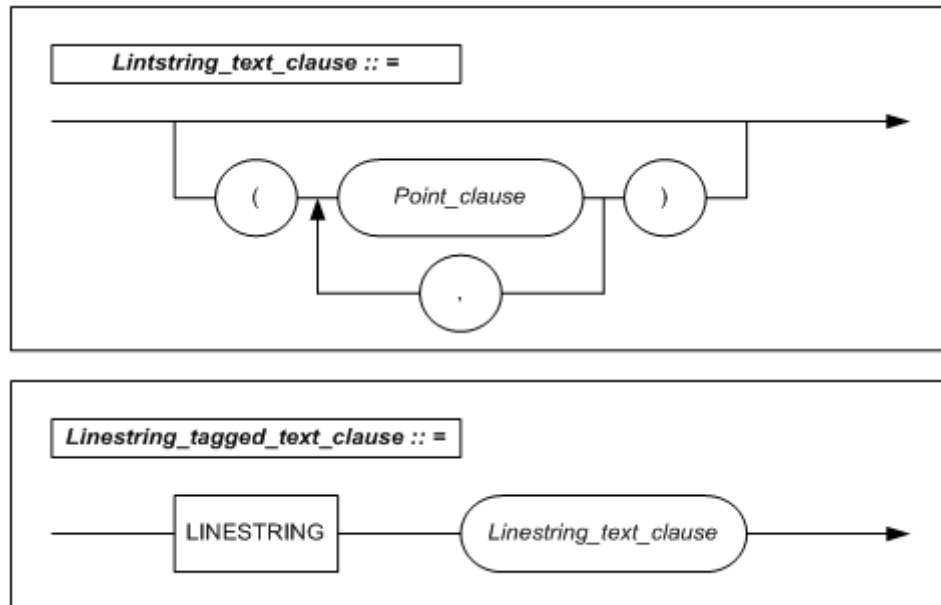 Lintstring_text_clause :: =
( Point_clause )
,
Linestring_tagged_text_clause :: =
LINESTRING Linestring_text_clause